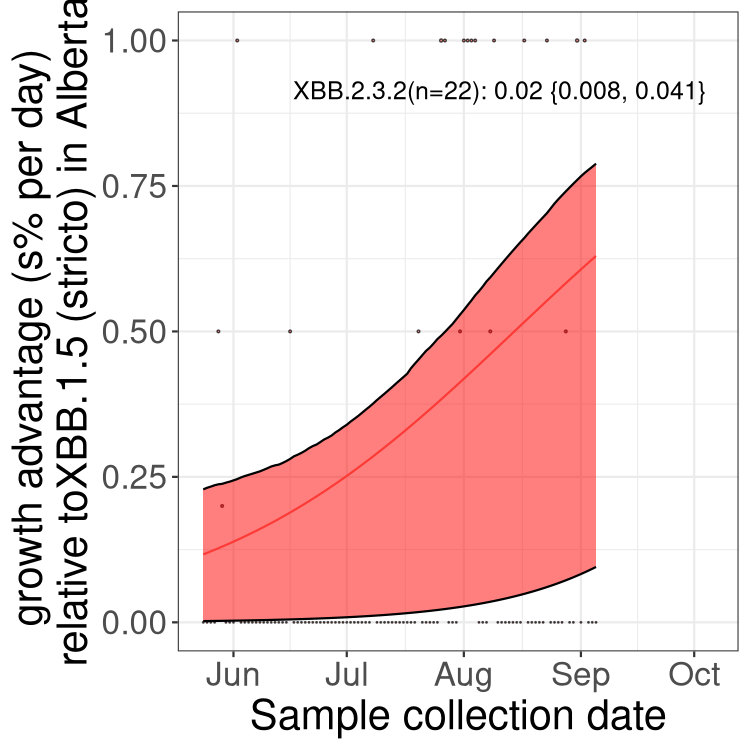 growth advantage (s% per day)
relative toXBB.1.5 (stricto) in Alberta
1.00
0.75
0.50
0.25
0.00
XBB.2.3.2(n=22): 0.02 {0.008, 0.041}
Jun Jul Aug Sep Oct
Sample collection date